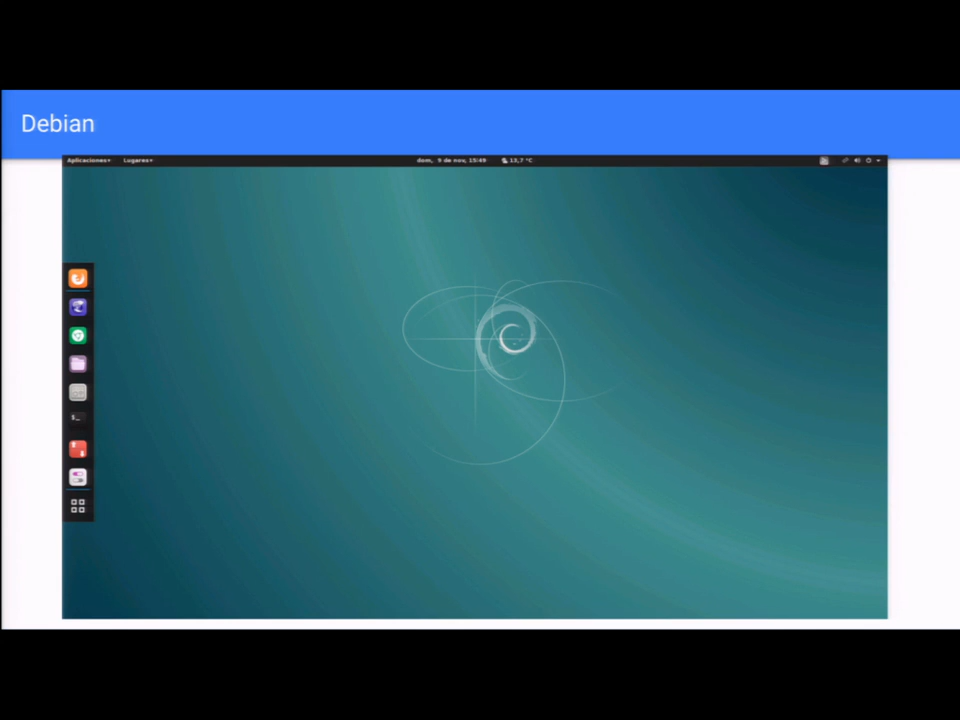 Debian
Aplicaciones Lugares dom, 9 de nov, 15:49 13,7 °C
$_